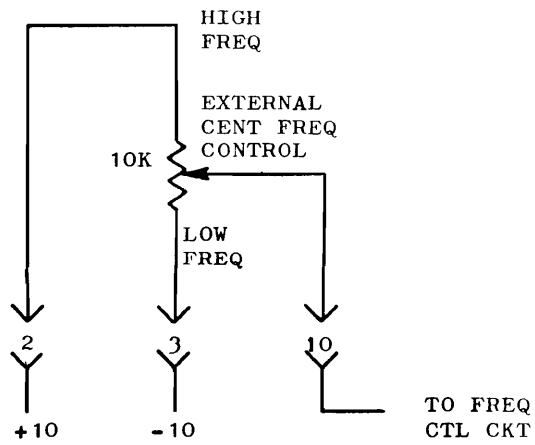 HIGH
FREQ
EXTERNAL
CENT FREQ
CONTROL
10K
LOW
FREQ
2
3
10
+10
-10
TO FREQ
CTL CKT